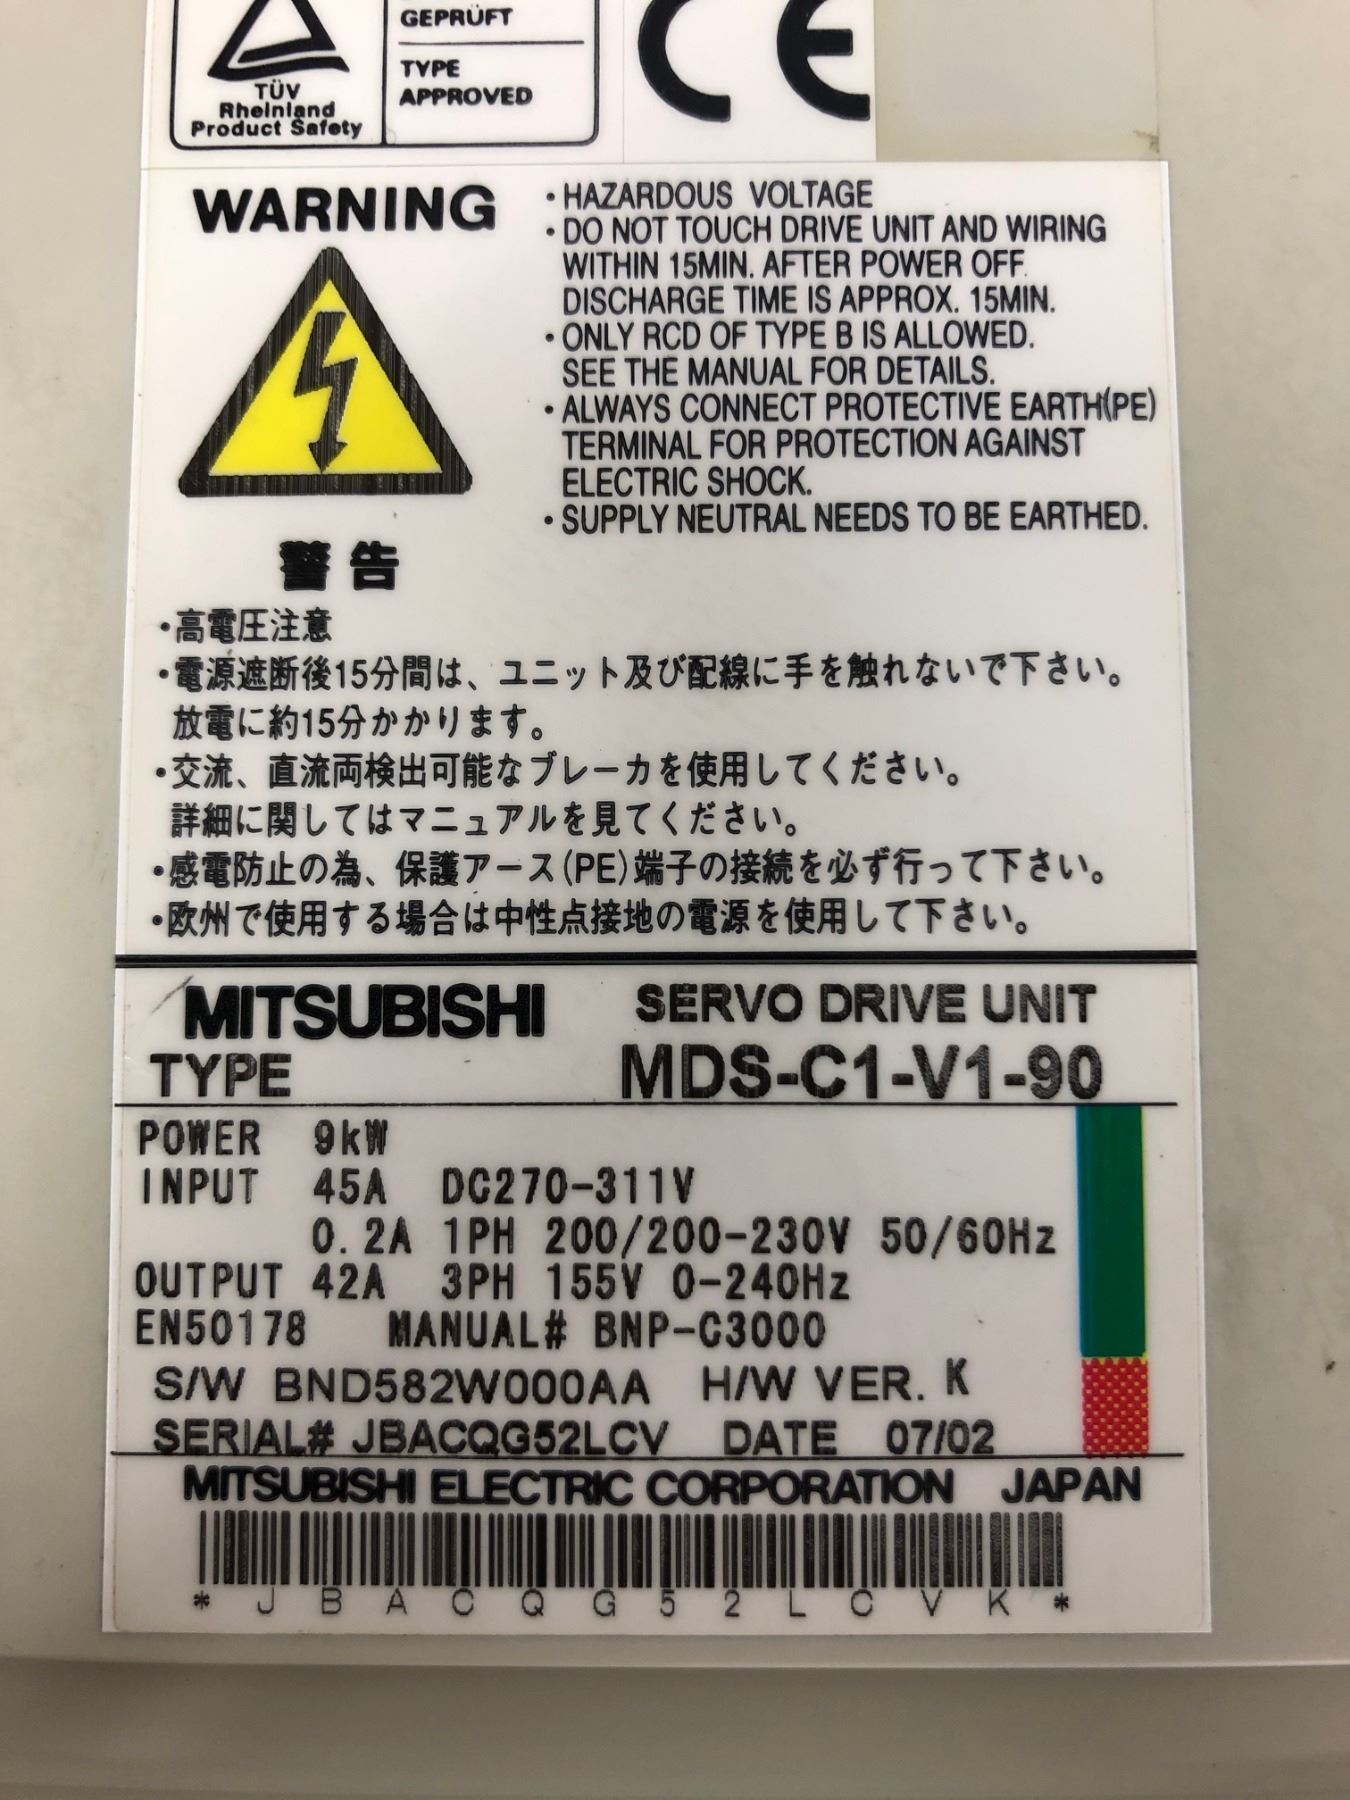 GEPRÜFT
TYPE
APPROVED
TÜV
Rheinland
Product Safety
CE
WARNING
・HAZARDOUS VOLTAGE
・DO NOT TOUCH DRIVE UNIT AND WIRING
WITHIN 15MIN. AFTER POWER OFF.
DISCHARGE TIME IS APPROX. 15MIN.
・ONLY RCD OF TYPE B IS ALLOWED.
SEE THE MANUAL FOR DETAILS.
・ALWAYS CONNECT PROTECTIVE EARTH(PE)
TERMINAL FOR PROTECTION AGAINST
ELECTRIC SHOCK.
・SUPPLY NEUTRAL NEEDS TO BE EARTHED.
警告
・高電圧注意
・電源遮断後15分間は、ユニット及び配線に手を触れないで下さい。
放電に約15分かかります。
・交流、直流両検出可能なブレーカを使用してください。
詳細に関してはマニュアルを見てください。
・感電防止の為、保護アース(PE)端子の接続を必ず行って下さい。
・欧州で使用する場合は中性点接地の電源を使用して下さい。
MITSUBISHI SERVO DRIVE UNIT
TYPE MDS-C1-V1-90
POWER 9kW
INPUT 45A DC270-311V
0.2A 1PH 200/200-230V 50/60Hz
OUTPUT 42A 3PH 155V 0-240Hz
EN50178 MANUAL# BNP-C3000
S/W BND582W000AA H/W VER. K
SERIAL# JBACQG52LCV DATE 07/02
MITSUBISHI ELECTRIC CORPORATION JAPAN
* J B A C Q G 5 2 L C V K *